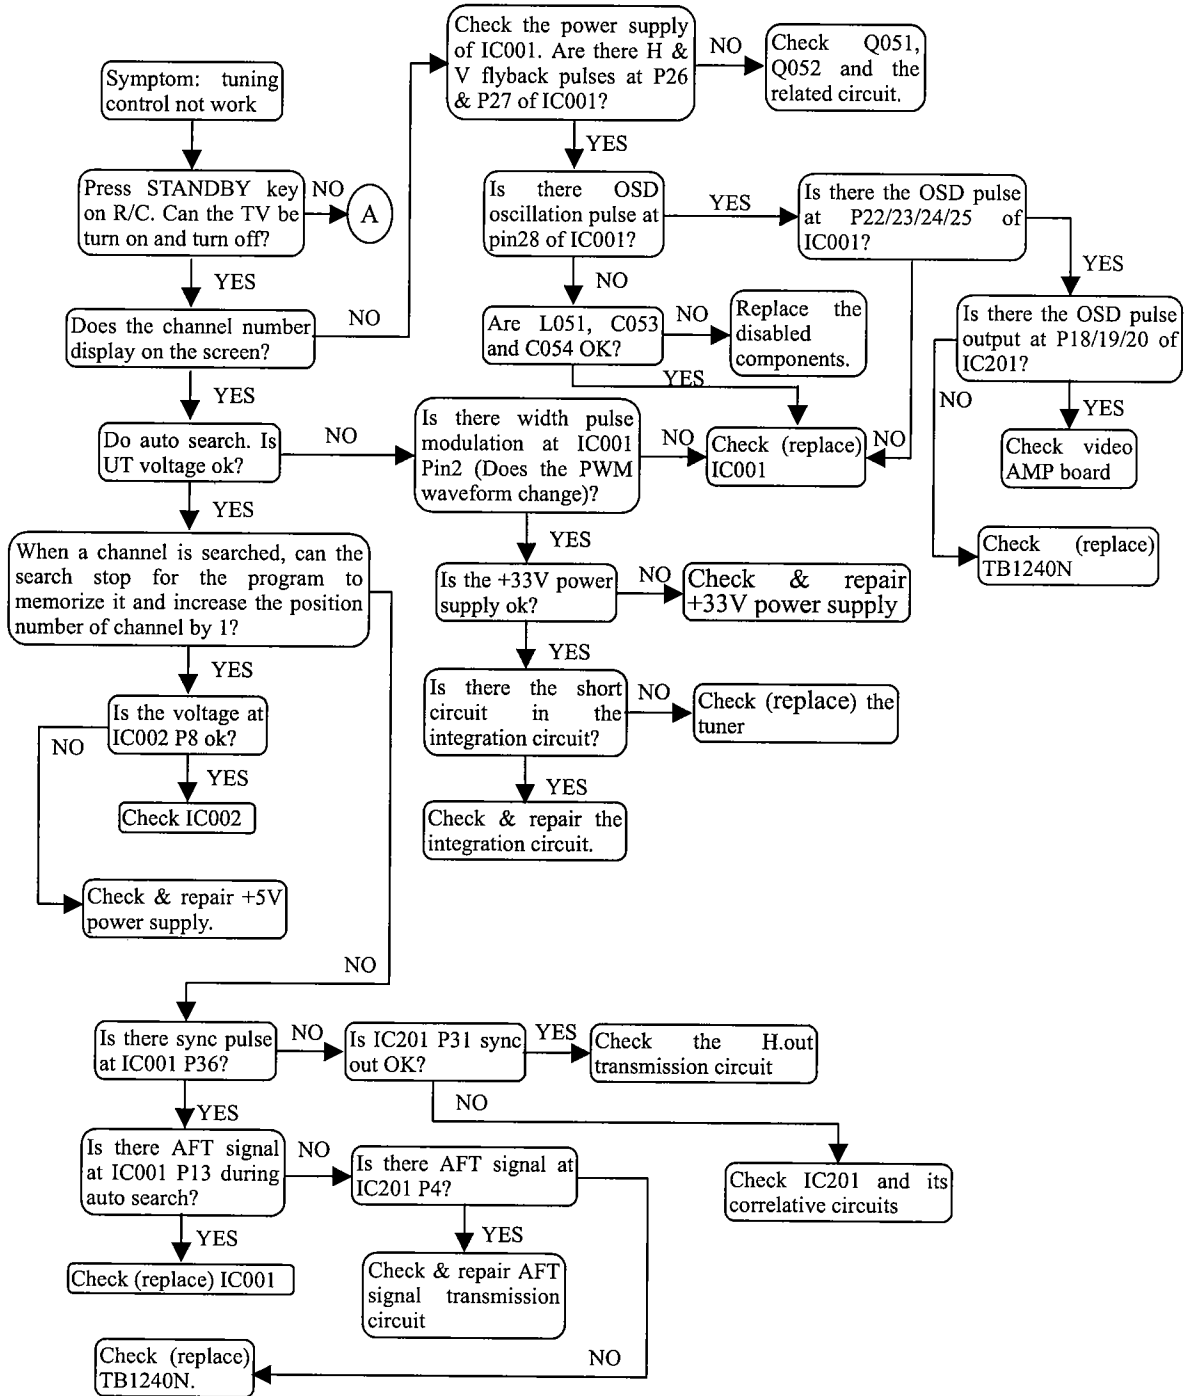 Symptom: tuning
control not work
Press STANDBY key
on R/C. Can the TV be
turn on and turn off?
NO
A
YES
Does the channel number
display on the screen?
NO
YES
Check the power supply
of IC001. Are there H &
V flyback pulses at P26
& P27 of IC001?
NO
Check Q051,
Q052 and the
related circuit.
YES
Is there OSD
oscillation pulse at
pin28 of IC001?
YES
Is there the OSD pulse
at P22/23/24/25 of
IC001?
YES
NO
Are L051, C053
and C054 OK?
NO
Replace the
disabled
components.
YES
Is there the OSD pulse
output at P18/19/20 of
IC201?
NO
YES
Check video
AMP board
Check (replace)
TB1240N
Do auto search. Is
UT voltage ok?
NO
Is there width pulse
modulation at IC001
Pin2 (Does the PWM
waveform change)?
NO
Check (replace)
IC001
NO
YES
YES
When a channel is searched, can the
search stop for the program to
memorize it and increase the position
number of channel by 1?
Is the +33V power
supply ok?
NO
Check & repair
+33V power supply
YES
YES
Is there the short
circuit in the
integration circuit?
NO
Check (replace) the
tuner
YES
Check & repair the
integration circuit.
Is the voltage at
IC002 P8 ok?
NO
YES
Check IC002
Check & repair +5V
power supply.
NO
Is there sync pulse
at IC001 P36?
NO
Is IC201 P31 sync
out OK?
YES
Check the H.out
transmission circuit
NO
YES
Is there AFT signal
at IC001 P13 during
auto search?
NO
Is there AFT signal at
IC201 P4?
Check IC201 and its
correlative circuits
YES
YES
Check (replace) IC001
Check & repair AFT
signal transmission
circuit
NO
Check (replace)
TB1240N.